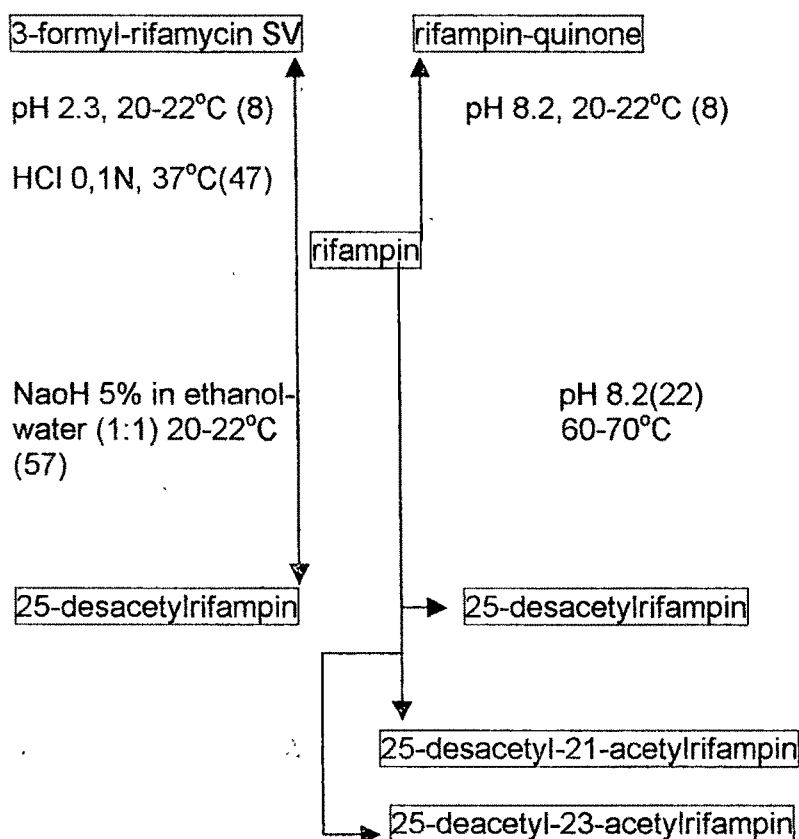 3-formyl-rifamycin SV
rifampin-quinone
pH 2.3, 20-22°C (8)
pH 8.2, 20-22°C (8)
HCl 0,1N, 37°C(47)
rifampin
NaoH 5% in ethanol-
water (1:1) 20-22°C
(57)
pH 8.2(22)
60-70°C
25-desacetylrifampin
25-desacetylrifampin
25-desacetyl-21-acetylrifampin
25-deacetyl-23-acetylrifampin